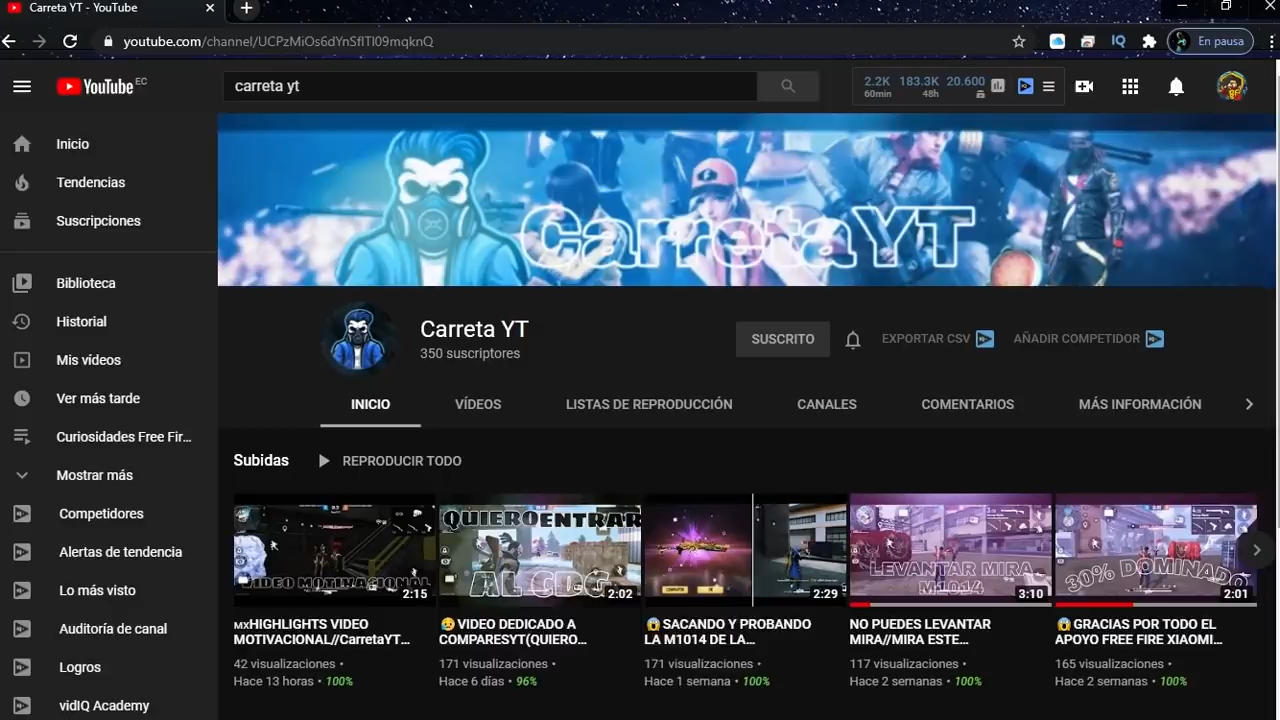 Carreta YT - YouTube
youtube.com/channel/UCPzMiOs6dYnSflTl09mqknQ
En pausa
YouTube EC
carreta yt
2.2K 183.3K 20.600
60min 48h
Inicio
Tendencias
Suscripciones
Biblioteca
Historial
Mis vídeos
Ver más tarde
Curiosidades Free Fir...
Mostrar más
Competidores
Alertas de tendencia
Lo más visto
Auditoría de canal
Logros
vidIQ Academy
CarretaYT
Carreta YT
350 suscriptores
SUSCRITO
EXPORTAR CSV
AÑADIR COMPETIDOR
INICIO VÍDEOS LISTAS DE REPRODUCCIÓN CANALES COMENTARIOS MÁS INFORMACIÓN
Subidas REPRODUCIR TODO
VIDEO MOTINACIONAL
2:15
QUIERO ENTRAR
AL CLG
2:02
2:29
LEVANTAR MIRA
M1014
3:10
30% DOMINADO
2:01
мxHIGHLIGHTS VIDEO
MOTIVACIONAL//CarretaYT...
42 visualizaciones •
Hace 13 horas • 100%
😥VIDEO DEDICADO A
COMPARESYT(QUIERO...
171 visualizaciones •
Hace 6 días • 96%
😱SACANDO Y PROBANDO
LA M1014 DE LA...
171 visualizaciones •
Hace 1 semana • 100%
NO PUEDES LEVANTAR
MIRA//MIRA ESTE...
117 visualizaciones •
Hace 2 semanas • 100%
😱GRACIAS POR TODO EL
APOYO FREE FIRE XIAOMI...
165 visualizaciones •
Hace 2 semanas • 100%